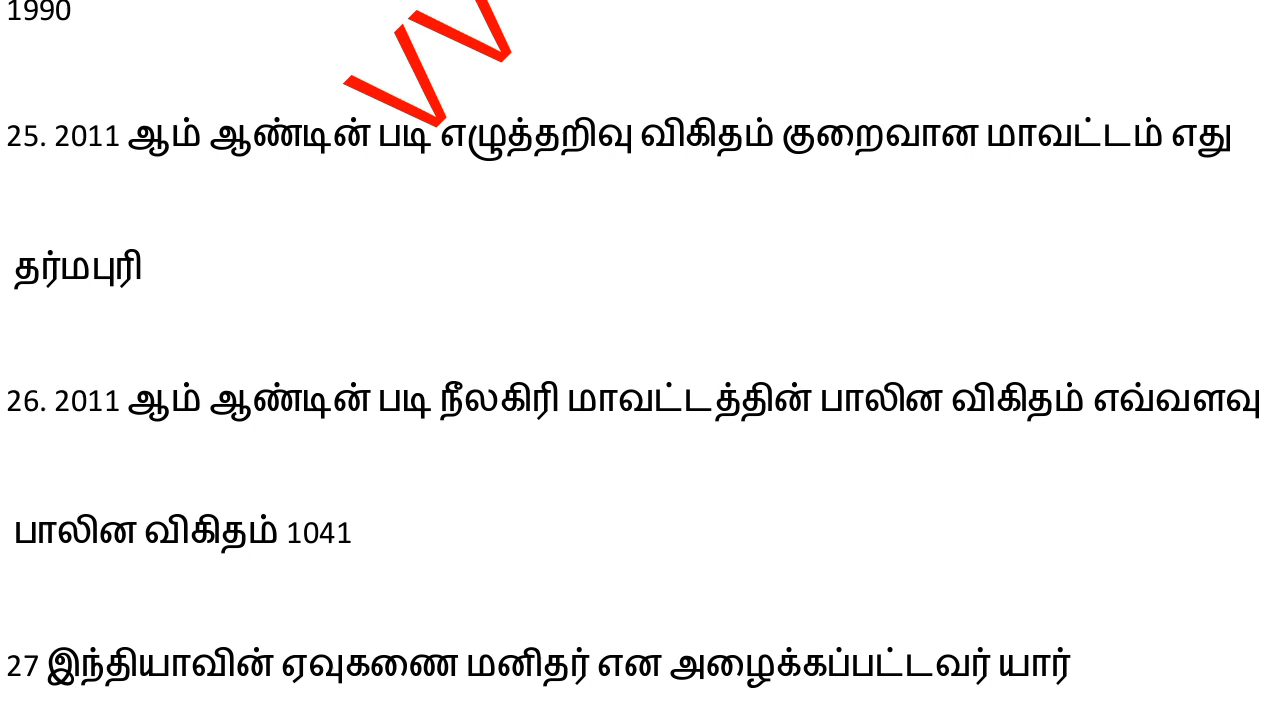 1990
25. 2011 ஆம் ஆண்டின் படி எழுத்தறிவு விகிதம் குறைவான மாவட்டம் எது
தர்மபுரி
26. 2011 ஆம் ஆண்டின் படி நீலகிரி மாவட்டத்தின் பாலின விகிதம் எவ்வளவு
பாலின விகிதம் 1041
27 இந்தியாவின் ஏவுகணை மனிதர் என அழைக்கப்பட்டவர் யார்